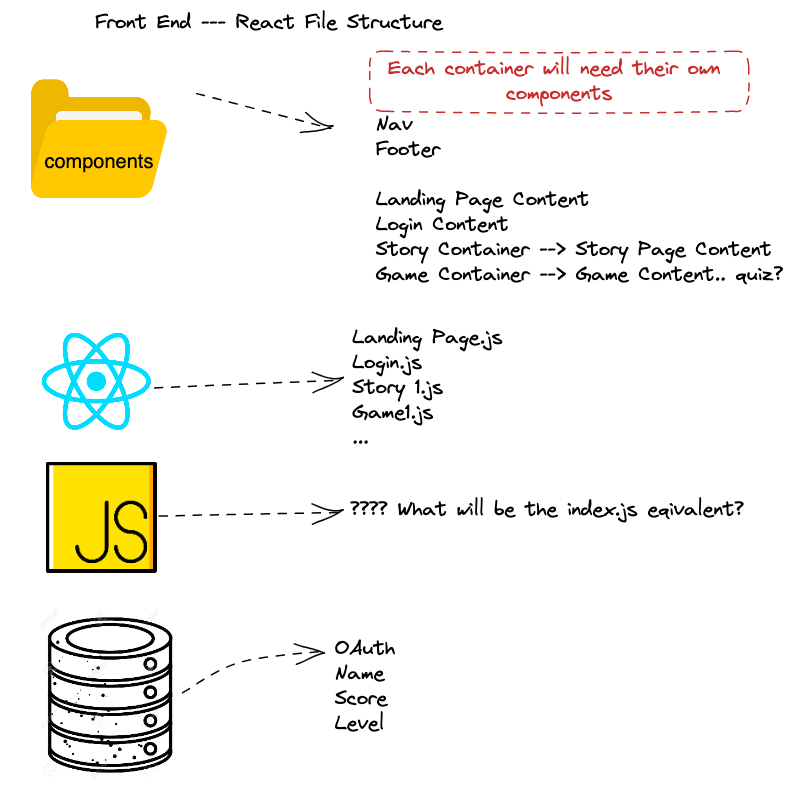 Front End --- React File Structure
Each container will need their own
components
components
Nav
Footer
Landing Page Content
Login Content
Story Container --> Story Page Content
Game Container --> Game Content.. quiz?
Landing Page.js
Login.js
Story 1.js
Game1.js
...
JS
???? What will be the index.js eqivalent?
OAuth
Name
Score
Level